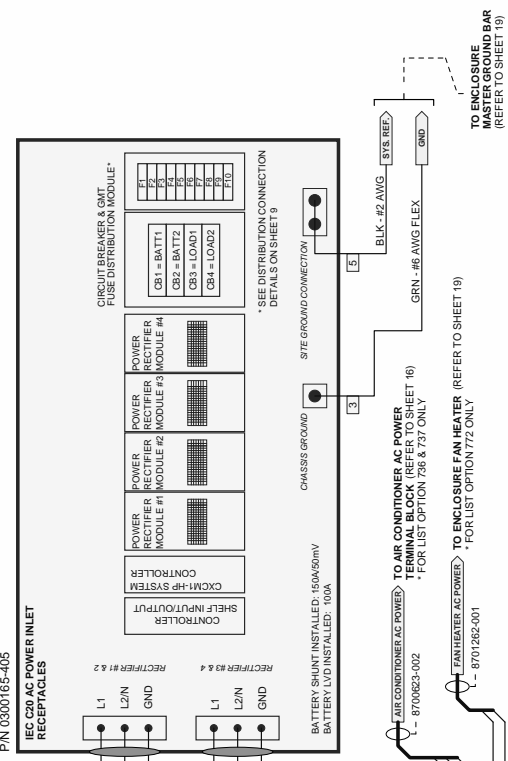 P/N 0300165-405
IEC C20 AC POWER INLET
RECEPTACLES
L1
L2/N
GND
RECTIFIER #1 & 2
L1
L2/N
GND
RECTIFIER #3 & 4
CONTROLLER
SHELF INPUT/OUTPUT
CXCM1-HP SYSTEM
CONTROLLER
POWER
RECTIFIER
MODULE #1
POWER
RECTIFIER
MODULE #2
POWER
RECTIFIER
MODULE #3
POWER
RECTIFIER
MODULE #4
CIRCUIT BREAKER & GMT
FUSE DISTRIBUTION MODULE*
CB1 = BATT1
CB2 = BATT2
CB3 = LOAD1
CB4 = LOAD2
F1
F2
F3
F4
F5
F6
F7
F8
F9
F10
* SEE DISTRIBUTION CONNECTION
DETAILS ON SHEET 9
BATTERY SHUNT INSTALLED: 150A/50mV
BATTERY LVD INSTALLED: 100A
CHASSIS GROUND
SITE GROUND CONNECTION
3
5
BLK - #2 AWG
SYS. REF.
GRN - #6 AWG FLEX
GND
TO ENCLOSURE
MASTER GROUND BAR
(REFER TO SHEET 19)
AIR CONDITIONER AC POWER
8700623-002
TO AIR CONDITIONER AC POWER
TERMINAL BLOCK (REFER TO SHEET 16)
* FOR LIST OPTION 736 & 737 ONLY
FAN HEATER AC POWER
8701262-001
TO ENCLOSURE FAN HEATER (REFER TO SHEET 19)
* FOR LIST OPTION 772 ONLY